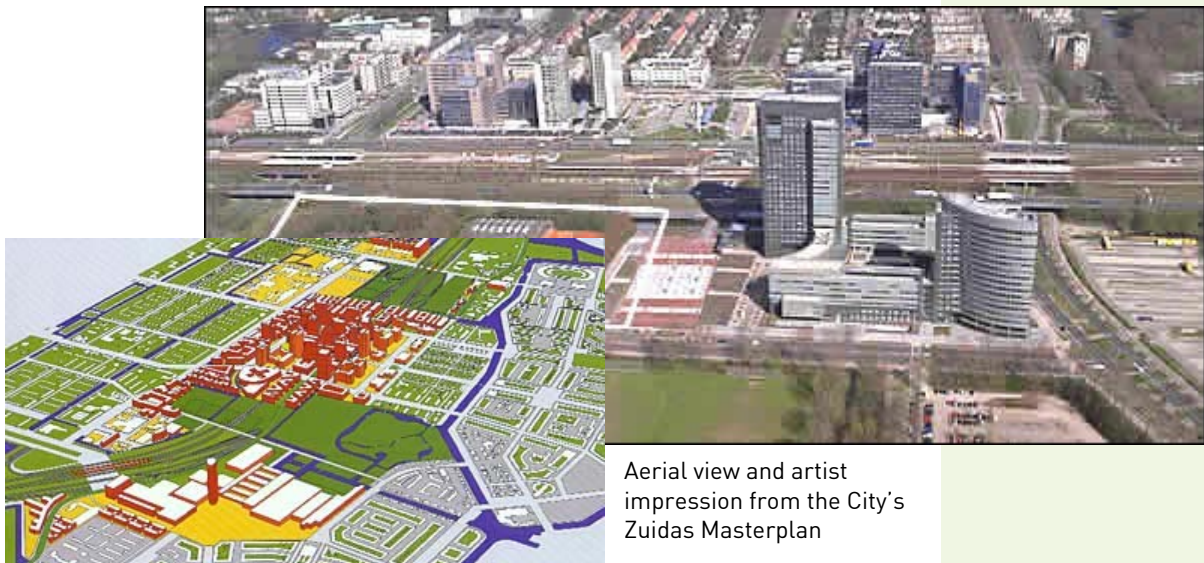 Aerial view and artist
impression from the City's
Zuidas Masterplan